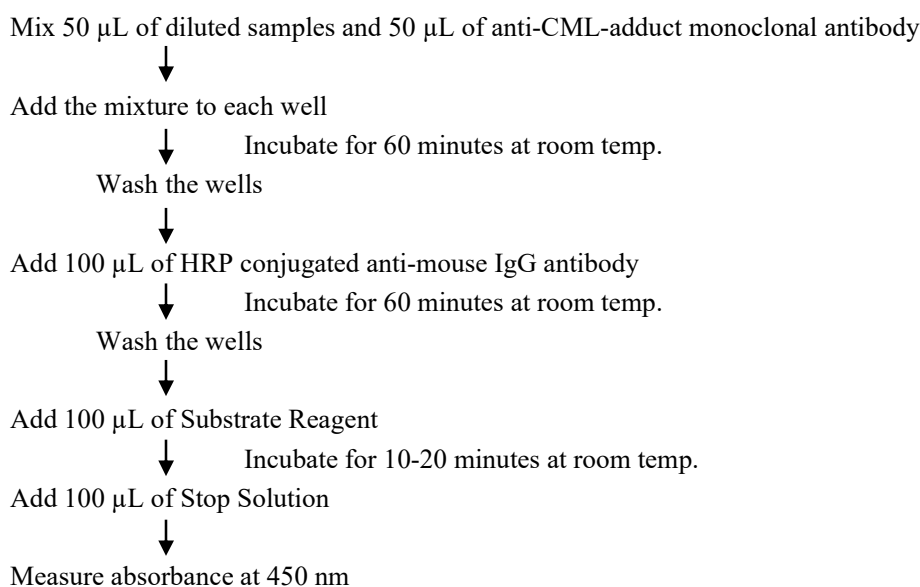 Mix 50 µL of diluted samples and 50 µL of anti-CML-adduct monoclonal antibody
Add the mixture to each well
Incubate for 60 minutes at room temp.
Wash the wells
Add 100 µL of HRP conjugated anti-mouse IgG antibody
Incubate for 60 minutes at room temp.
Wash the wells
Add 100 µL of Substrate Reagent
Incubate for 10-20 minutes at room temp.
Add 100 µL of Stop Solution
Measure absorbance at 450 nm